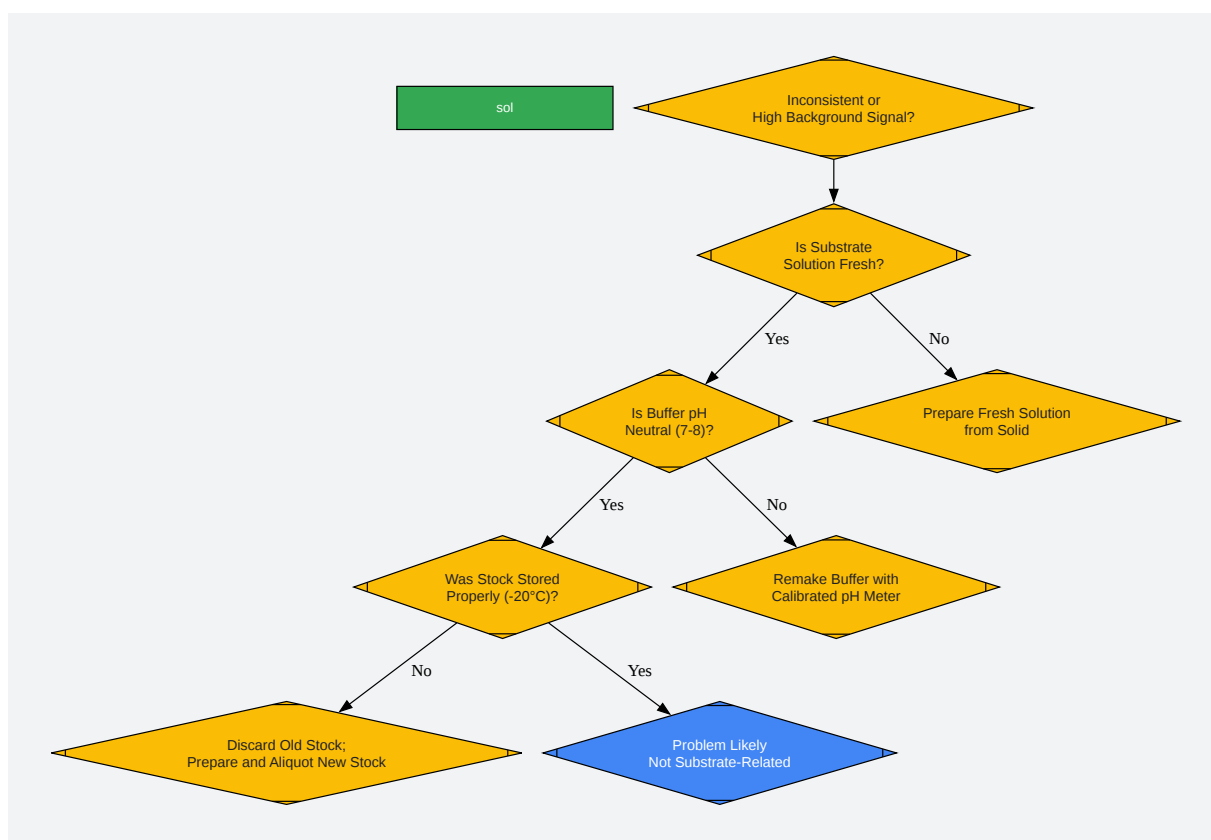 sol
Inconsistent or
High Background Signal?
Is Substrate
Solution Fresh?
Yes
No
Is Buffer pH
Neutral (7-8)?
Prepare Fresh Solution
from Solid
Yes
No
Was Stock Stored
Properly (-20°C)?
Remake Buffer with
Calibrated pH Meter
No
Yes
Discard Old Stock;
Prepare and Aliquot New Stock
Problem Likely
Not Substrate-Related